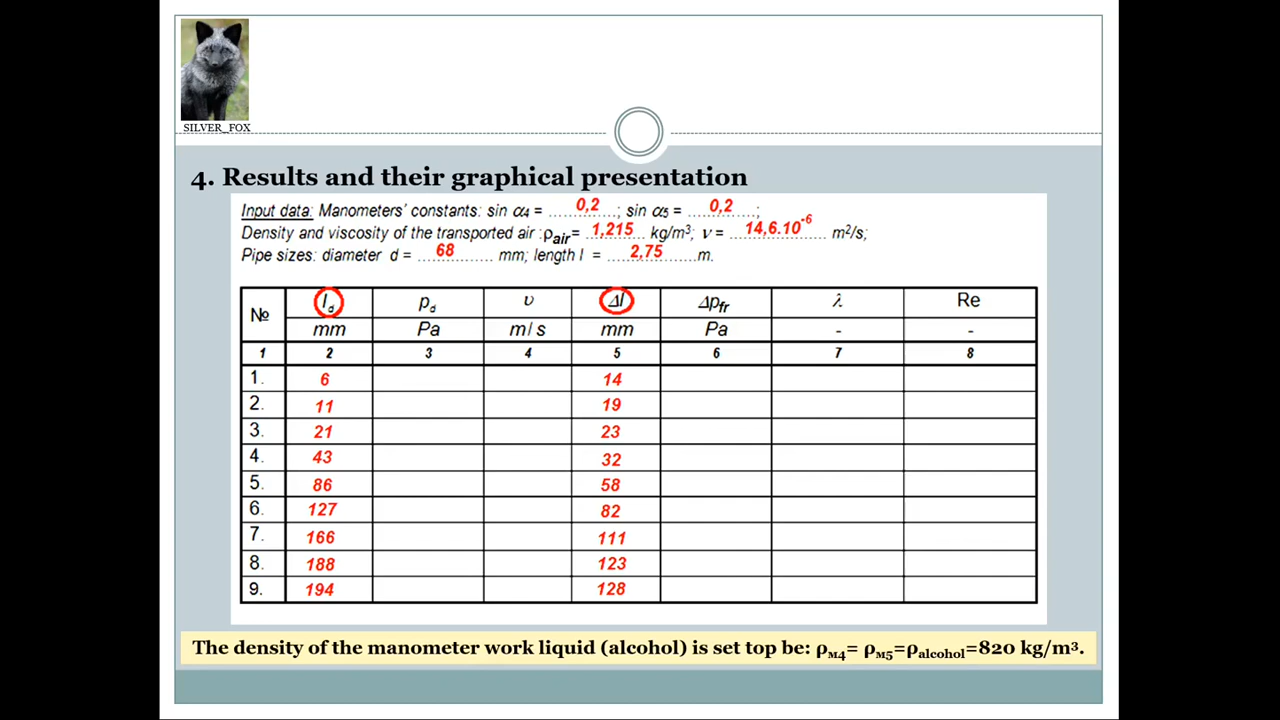 SILVER_FOX
4. Results and their graphical presentation
Input data: Manometers' constants: sin α4 = ....0,2....; sin α5 = ....0,2....;
Density and viscosity of the transported air :ρair= 1,215 kg/m³; ν = 14,6.10⁻⁶ m²/s;
Pipe sizes: diameter d = 68 mm; length l = 2,75 m.
№ ld pd υ Δl Δpfr λ Re
mm Pa m/s mm Pa - -
1 2 3 4 5 6 7 8
1. 6 14
2. 11 19
3. 21 23
4. 43 32
5. 86 58
6. 127 82
7. 166 111
8. 188 123
9. 194 128
The density of the manometer work liquid (alcohol) is set top be: ρм4= ρм5=ρalcohol=820 kg/m³.